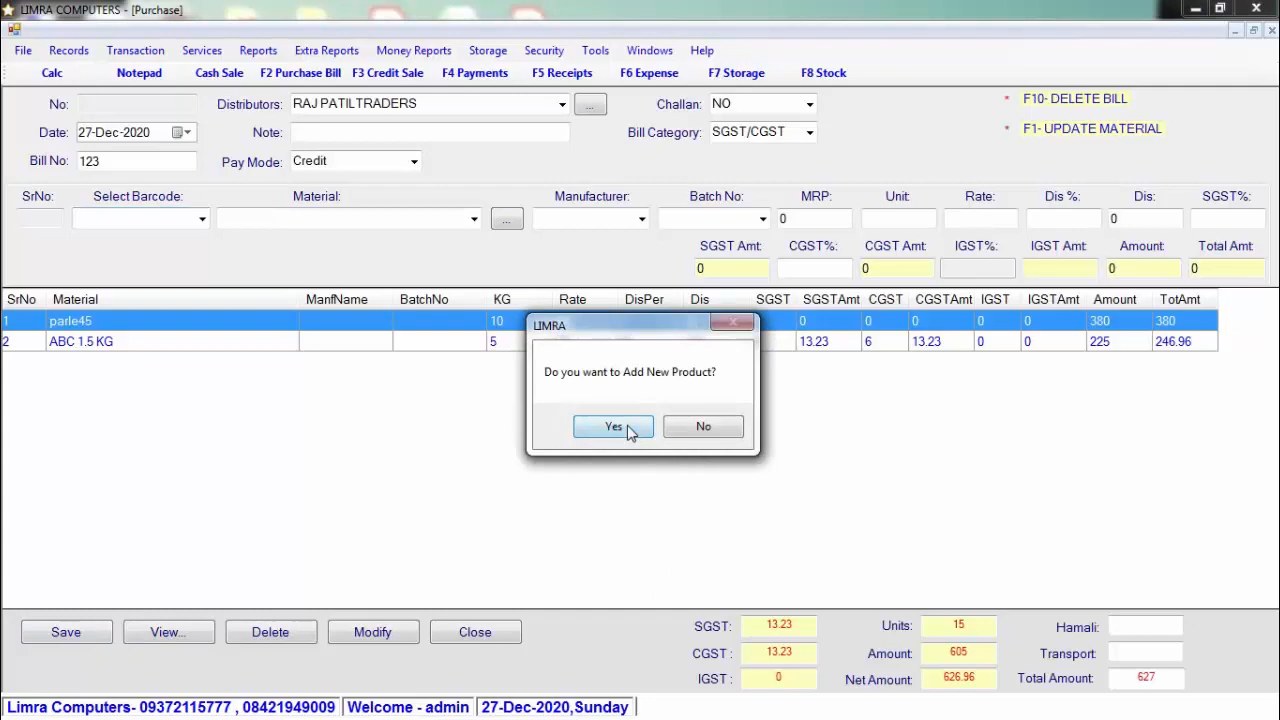 LIMRA COMPUTERS - [Purchase]
File Records Transaction Services Reports Extra Reports Money Reports Storage Security Tools Windows Help
Calc Notepad Cash Sale F2 Purchase Bill F3 Credit Sale F4 Payments F5 Receipts F6 Expense F7 Storage F8 Stock
No: Distributors: RAJ PATILTRADERS ... Challan: NO * F10- DELETE BILL
Date: 27-Dec-2020 Note: Bill Category: SGST/CGST * F1- UPDATE MATERIAL
Bill No: 123 Pay Mode: Credit
SrNo: Select Barcode: Material: Manufacturer: Batch No: MRP: Unit: Rate: Dis %: Dis: SGST%:
... 0 0
SGST Amt: CGST%: CGST Amt: IGST%: IGST Amt: Amount: Total Amt:
0 0 0 0
SrNo Material ManfName BatchNo KG Rate DisPer Dis SGST SGSTAmt CGST CGSTAmt IGST IGSTAmt Amount TotAmt
1 parle45 10 0 0 0 0 0 380 380
2 ABC 1.5 KG 5 13.23 6 13.23 0 0 225 246.96
LIMRA
Do you want to Add New Product?
Yes No
Save View... Delete Modify Close
SGST: 13.23 Units: 15 Hamali:
CGST : 13.23 Amount: 605 Transport:
IGST : 0 Net Amount: 626.96 Total Amount: 627
Limra Computers- 09372115777 , 08421949009 Welcome - admin 27-Dec-2020,Sunday